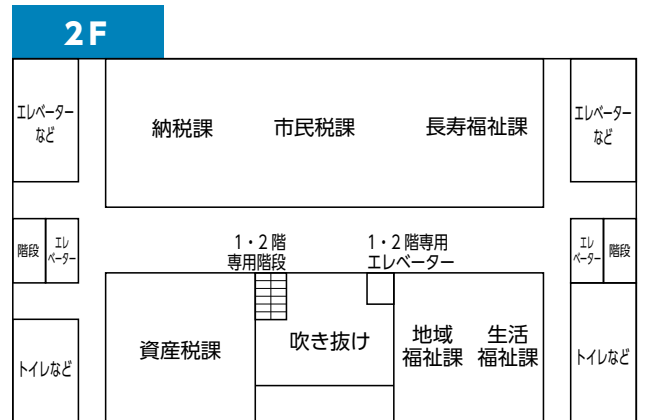 2F
エレベーター
など
納税課
市民税課
長寿福祉課
エレベーター
など
階段
エレ
ベーター
1・2階
専用階段
1・2階専用
エレベーター
エレ
ベーター
階段
資産税課
吹き抜け
地域
福祉課
生活
福祉課
トイレなど
トイレなど